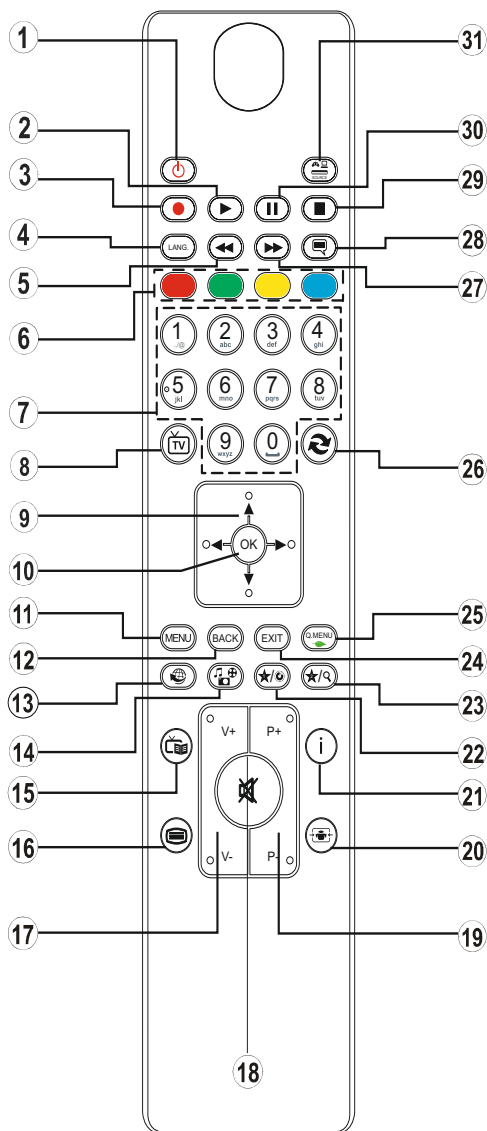 1
31
2
30
SOURCE
3
29
4
LANG.
28
5
27
6
1 2 3 4
./@ abc def ghi
7
5 6 7 8
jkl mno pqrs tuv
TV
9 0
wxyz
8
26
9
OK
10
11
MENU BACK EXIT Q.MENU
25
12
24
13
23
14
22
V+ P+
i
15
21
16
20
V- P-
17
19
18